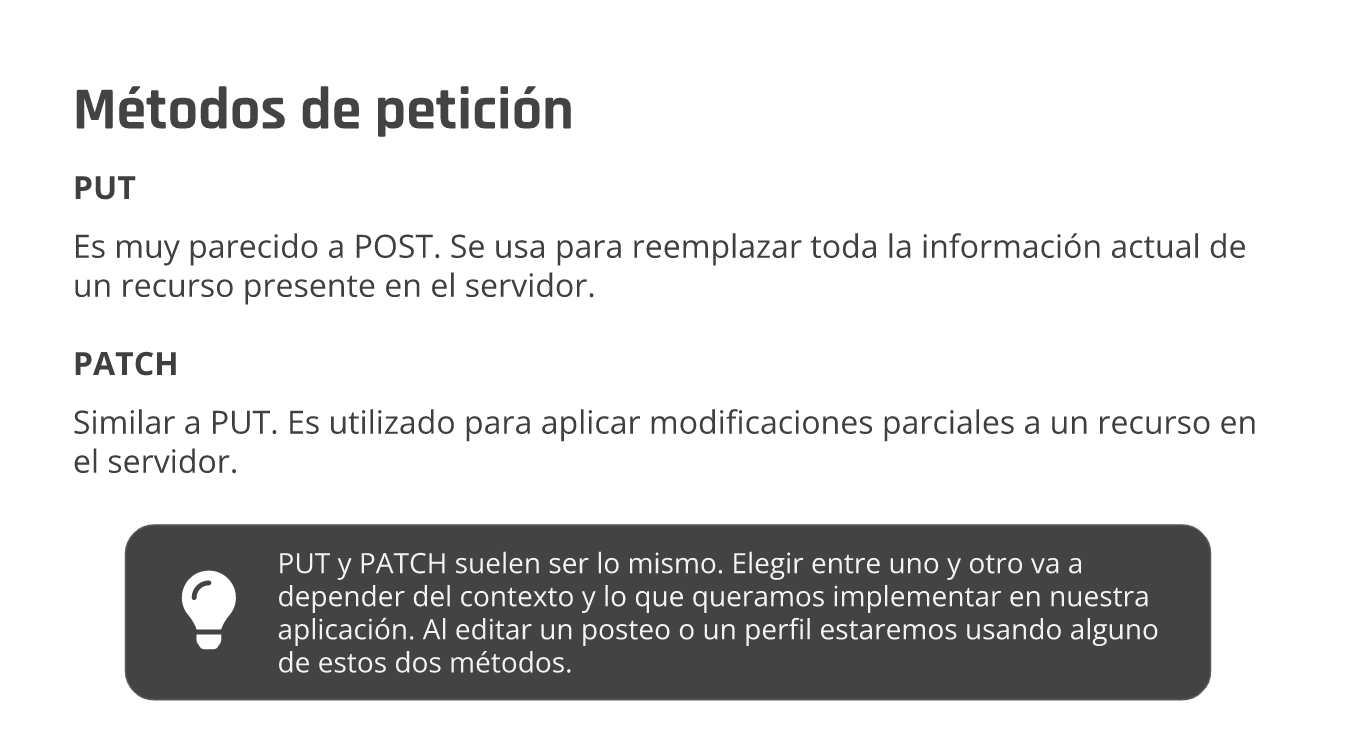 Métodos de petición
PUT
Es muy parecido a POST. Se usa para reemplazar toda la información actual de
un recurso presente en el servidor.
PATCH
Similar a PUT. Es utilizado para aplicar modificaciones parciales a un recurso en
el servidor.
PUT y PATCH suelen ser lo mismo. Elegir entre uno y otro va a
depender del contexto y lo que queramos implementar en nuestra
aplicación. Al editar un posteo o un perfil estaremos usando alguno
de estos dos métodos.